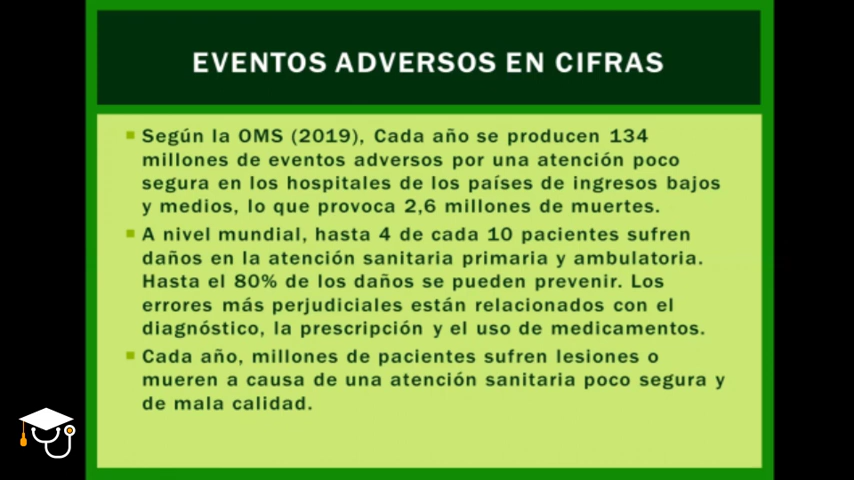 EVENTOS ADVERSOS EN CIFRAS
Según la OMS (2019), Cada año se producen 134
millones de eventos adversos por una atención poco
segura en los hospitales de los países de ingresos bajos
y medios, lo que provoca 2,6 millones de muertes.
A nivel mundial, hasta 4 de cada 10 pacientes sufren
daños en la atención sanitaria primaria y ambulatoria.
Hasta el 80% de los daños se pueden prevenir. Los
errores más perjudiciales están relacionados con el
diagnóstico, la prescripción y el uso de medicamentos.
Cada año, millones de pacientes sufren lesiones o
mueren a causa de una atención sanitaria poco segura y
de mala calidad.